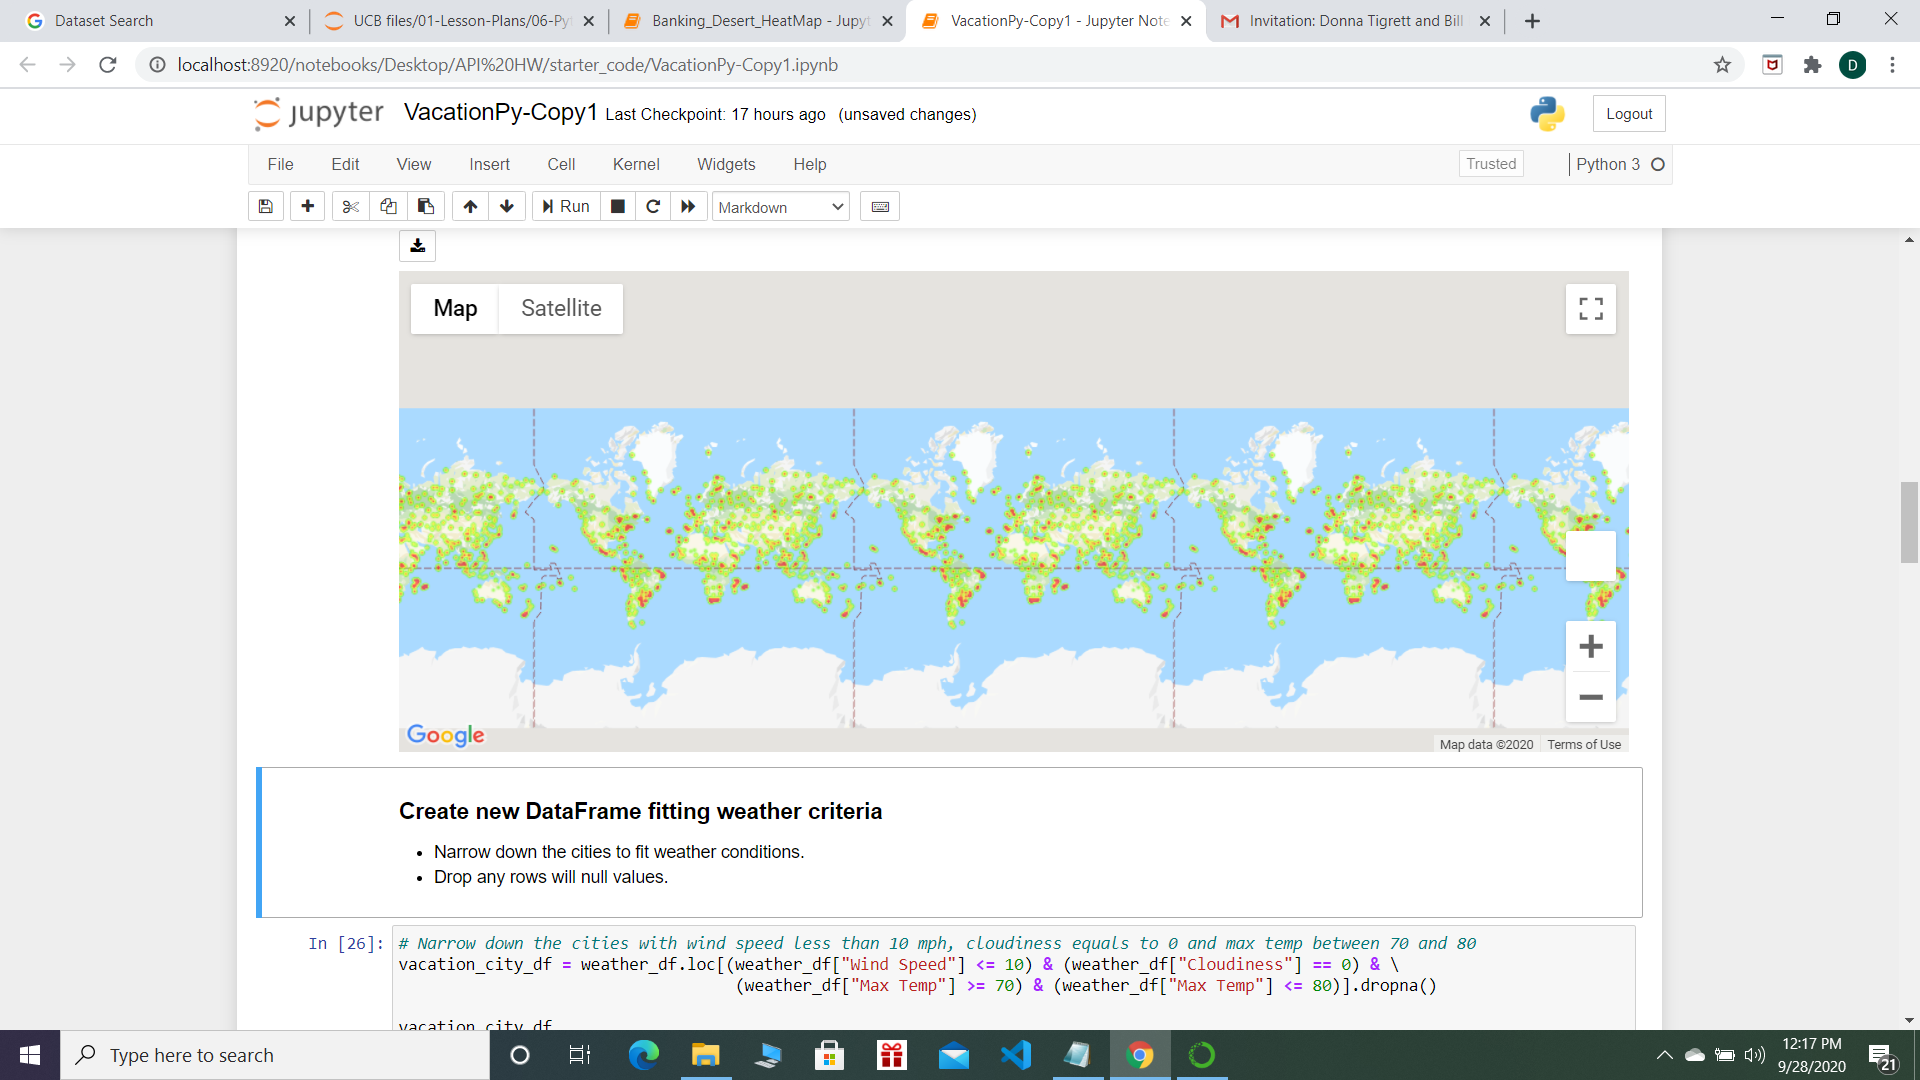 Dataset Search
UCB files/01-Lesson-Plans/06-Py
Banking_Desert_HeatMap - Jupyt
VacationPy-Copy1 - Jupyter Note
Invitation: Donna Tigrett and Bill
localhost:8920/notebooks/Desktop/API%20HW/starter_code/VacationPy-Copy1.ipynb
D
jupyter VacationPy-Copy1 Last Checkpoint: 17 hours ago (unsaved changes)
Logout
File Edit View Insert Cell Kernel Widgets Help
Trusted Python 3
Run Markdown
Map Satellite
Google
Map data ©2020 Terms of Use
Create new DataFrame fitting weather criteria
• Narrow down the cities to fit weather conditions.
• Drop any rows will null values.
In [26]:
# Narrow down the cities with wind speed less than 10 mph, cloudiness equals to 0 and max temp between 70 and 80
vacation_city_df = weather_df.loc[(weather_df["Wind Speed"] <= 10) & (weather_df["Cloudiness"] == 0) & \
(weather_df["Max Temp"] >= 70) & (weather_df["Max Temp"] <= 80)].dropna()
vacation_city_df
Type here to search
12:17 PM
9/28/2020
21